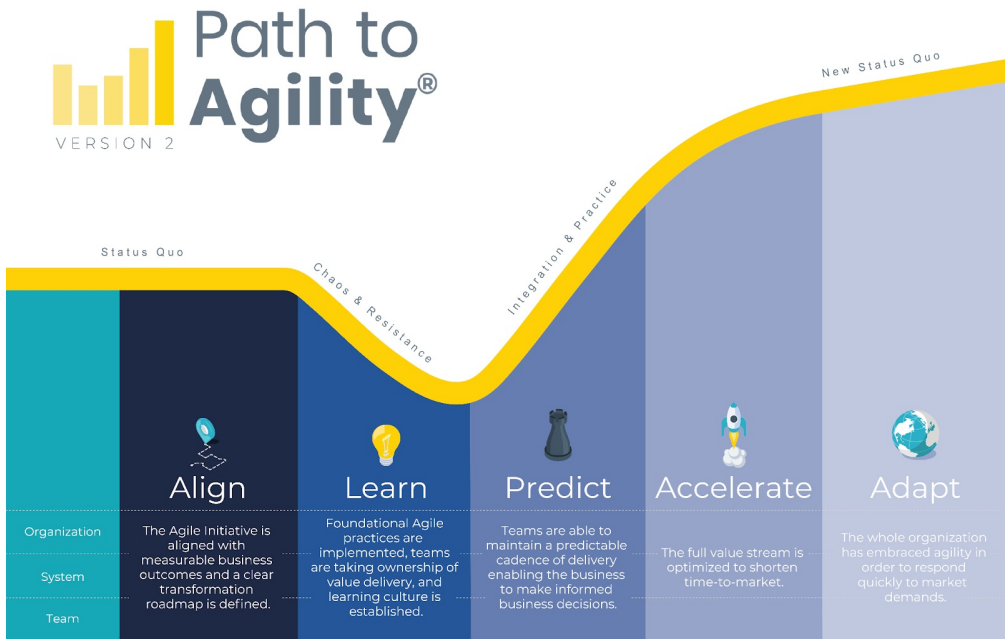 Path to
Agility®
VERSION 2
Status Quo
Chaos & Resistance
Integration & Practice
New Status Quo
Align
Learn
Predict
Accelerate
Adapt
Organization
System
Team
The Agile Initiative is
aligned with
measurable business
outcomes and a clear
transformation
roadmap is defined.
Foundational Agile
practices are
implemented, teams
are taking ownership of
value delivery, and
learning culture is
established.
Teams are able to
maintain a predictable
cadence of delivery
enabling the business
to make informed
business decisions.
The full value stream is
optimized to shorten
time-to-market.
The whole organization
has embraced agility in
order to respond
quickly to market
demands.